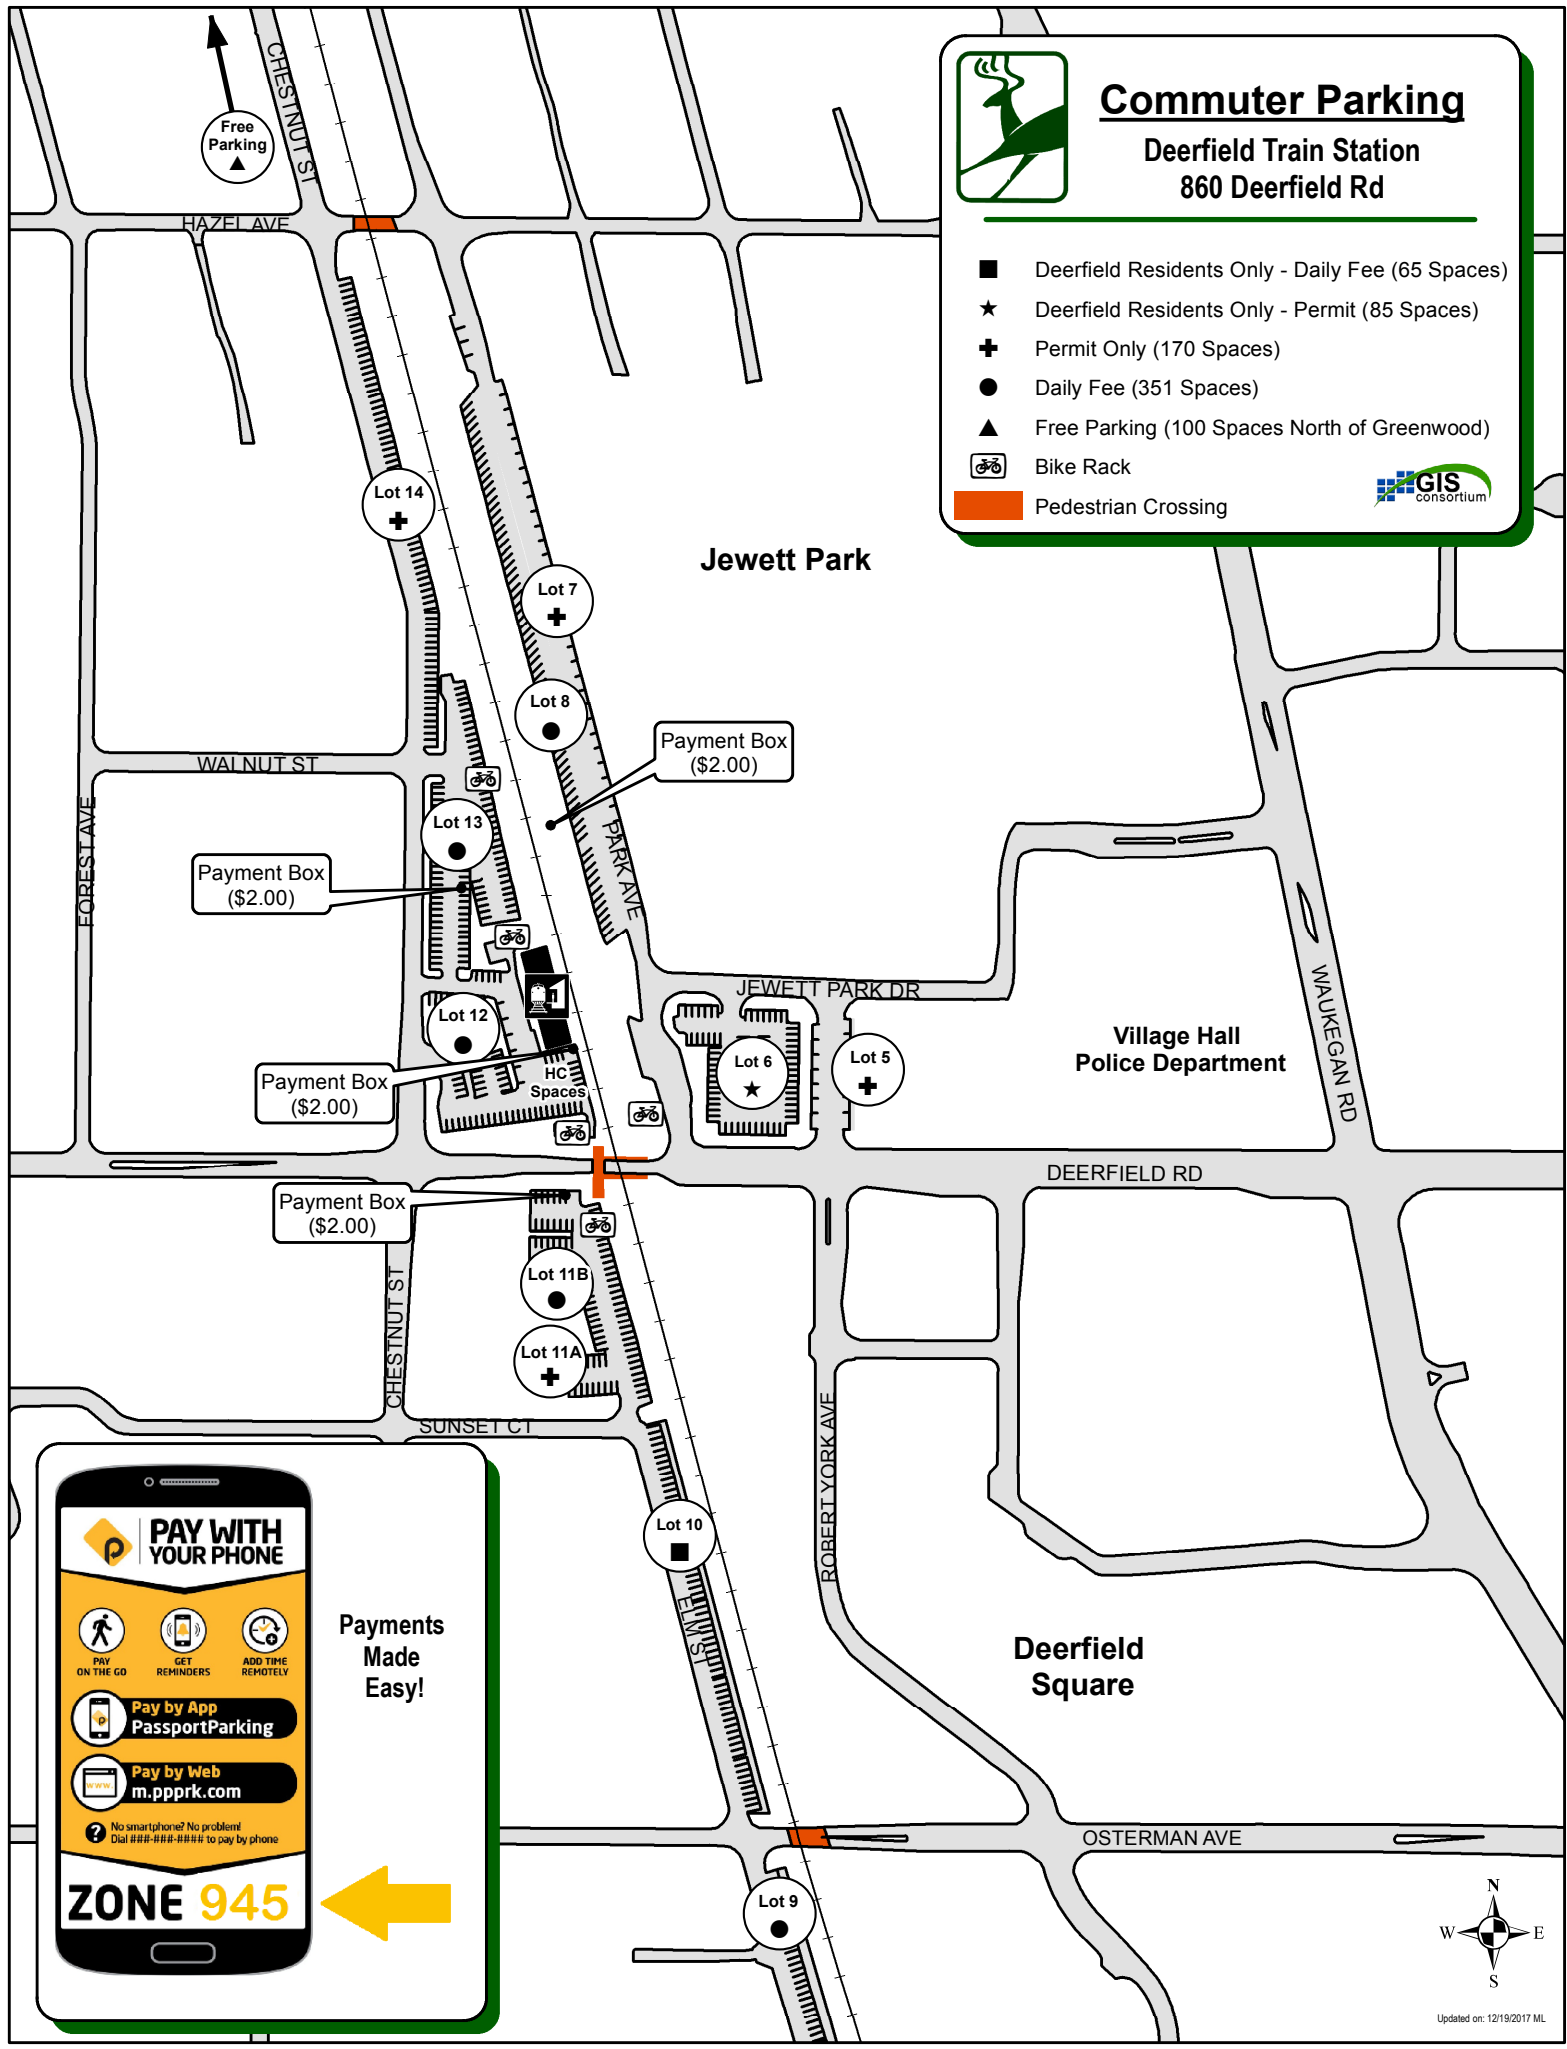 Commuter Parking
Deerfield Train Station
860 Deerfield Rd
Deerfield Residents Only - Daily Fee (65 Spaces)
Deerfield Residents Only - Permit (85 Spaces)
Permit Only (170 Spaces)
Daily Fee (351 Spaces)
Free Parking (100 Spaces North of Greenwood)
Bike Rack
Pedestrian Crossing
GIS
consortium
CHESTNUT ST
Free
Parking
HAZEL AVE
Lot 14
Jewett Park
Lot 7
Lot 8
Payment Box
($2.00)
WALNUT ST
Lot 13
FOREST AVE
PARK AVE
Payment Box
($2.00)
JEWETT PARK DR
WAUKEGAN RD
Lot 12
Village Hall
Police Department
Lot 6
Lot 5
HC
Spaces
Payment Box
($2.00)
DEERFIELD RD
Payment Box
($2.00)
Lot 11B
CHESTNUT ST
Lot 11A
SUNSET CT
ROBERT YORK AVE
Lot 10
ELM ST
Deerfield
Square
OSTERMAN AVE
Lot 9
PAY WITH
YOUR PHONE
PAY
ON THE GO
GET
REMINDERS
ADD TIME
REMOTELY
Pay by App
PassportParking
www.
Pay by Web
m.ppprk.com
No smartphone? No problem!
Dial ###-###-#### to pay by phone
ZONE 945
Payments
Made
Easy!
N
W E
S
Updated on: 12/19/2017 ML